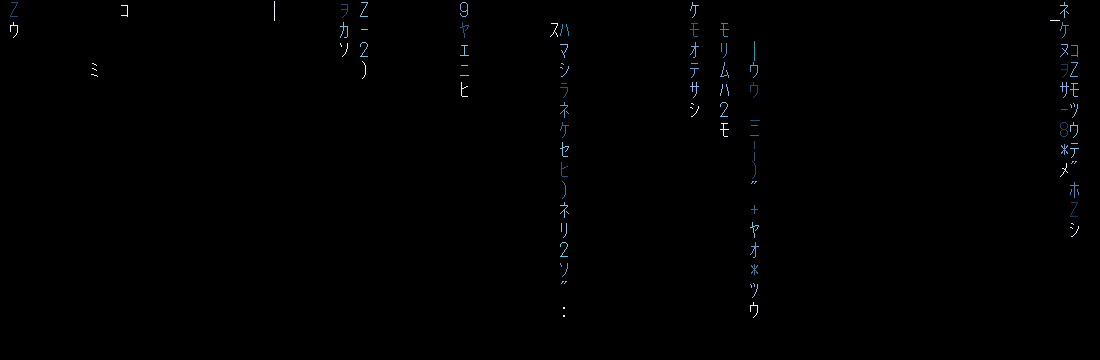 Zウ
ミ
コ
|
ヲカソ
Z-2)
9ヤエニヒ
ス
ハマシラネケセヒ)ネリ2ソ":
ケモオテサシ
モリムハ2モ
|ウウ 三|)" +ヤオ*ツウ
_
ネケヌヲサ-8*メ
コZモツウテ"ホZシ